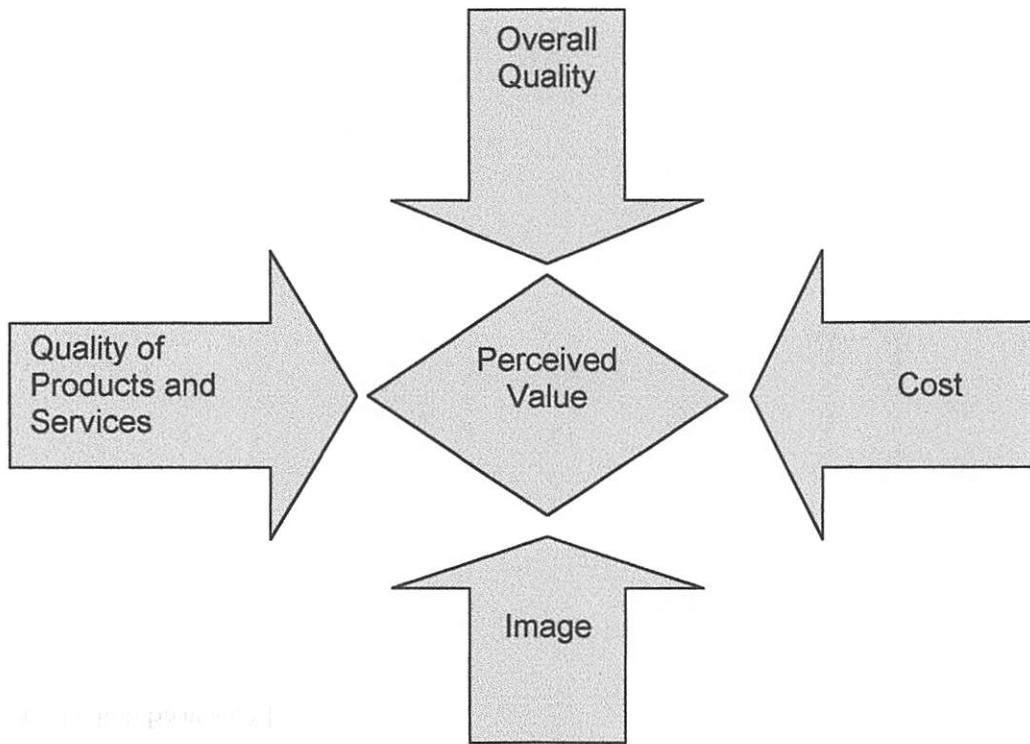 Overall
Quality
Quality of
Products and
Services
Perceived
Value
Cost
Image